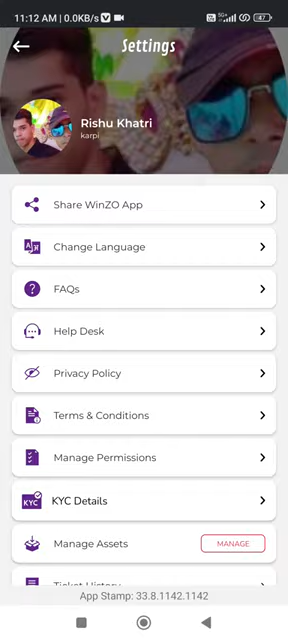 11:12 AM | 0.0KB/s
Settings
Rishu Khatri
karpi
Share WinZO App
Change Language
FAQs
Help Desk
Privacy Policy
Terms & Conditions
Manage Permissions
KYC
KYC Details
Manage Assets
MANAGE
Ticket History
App Stamp: 33.8.1142.1142